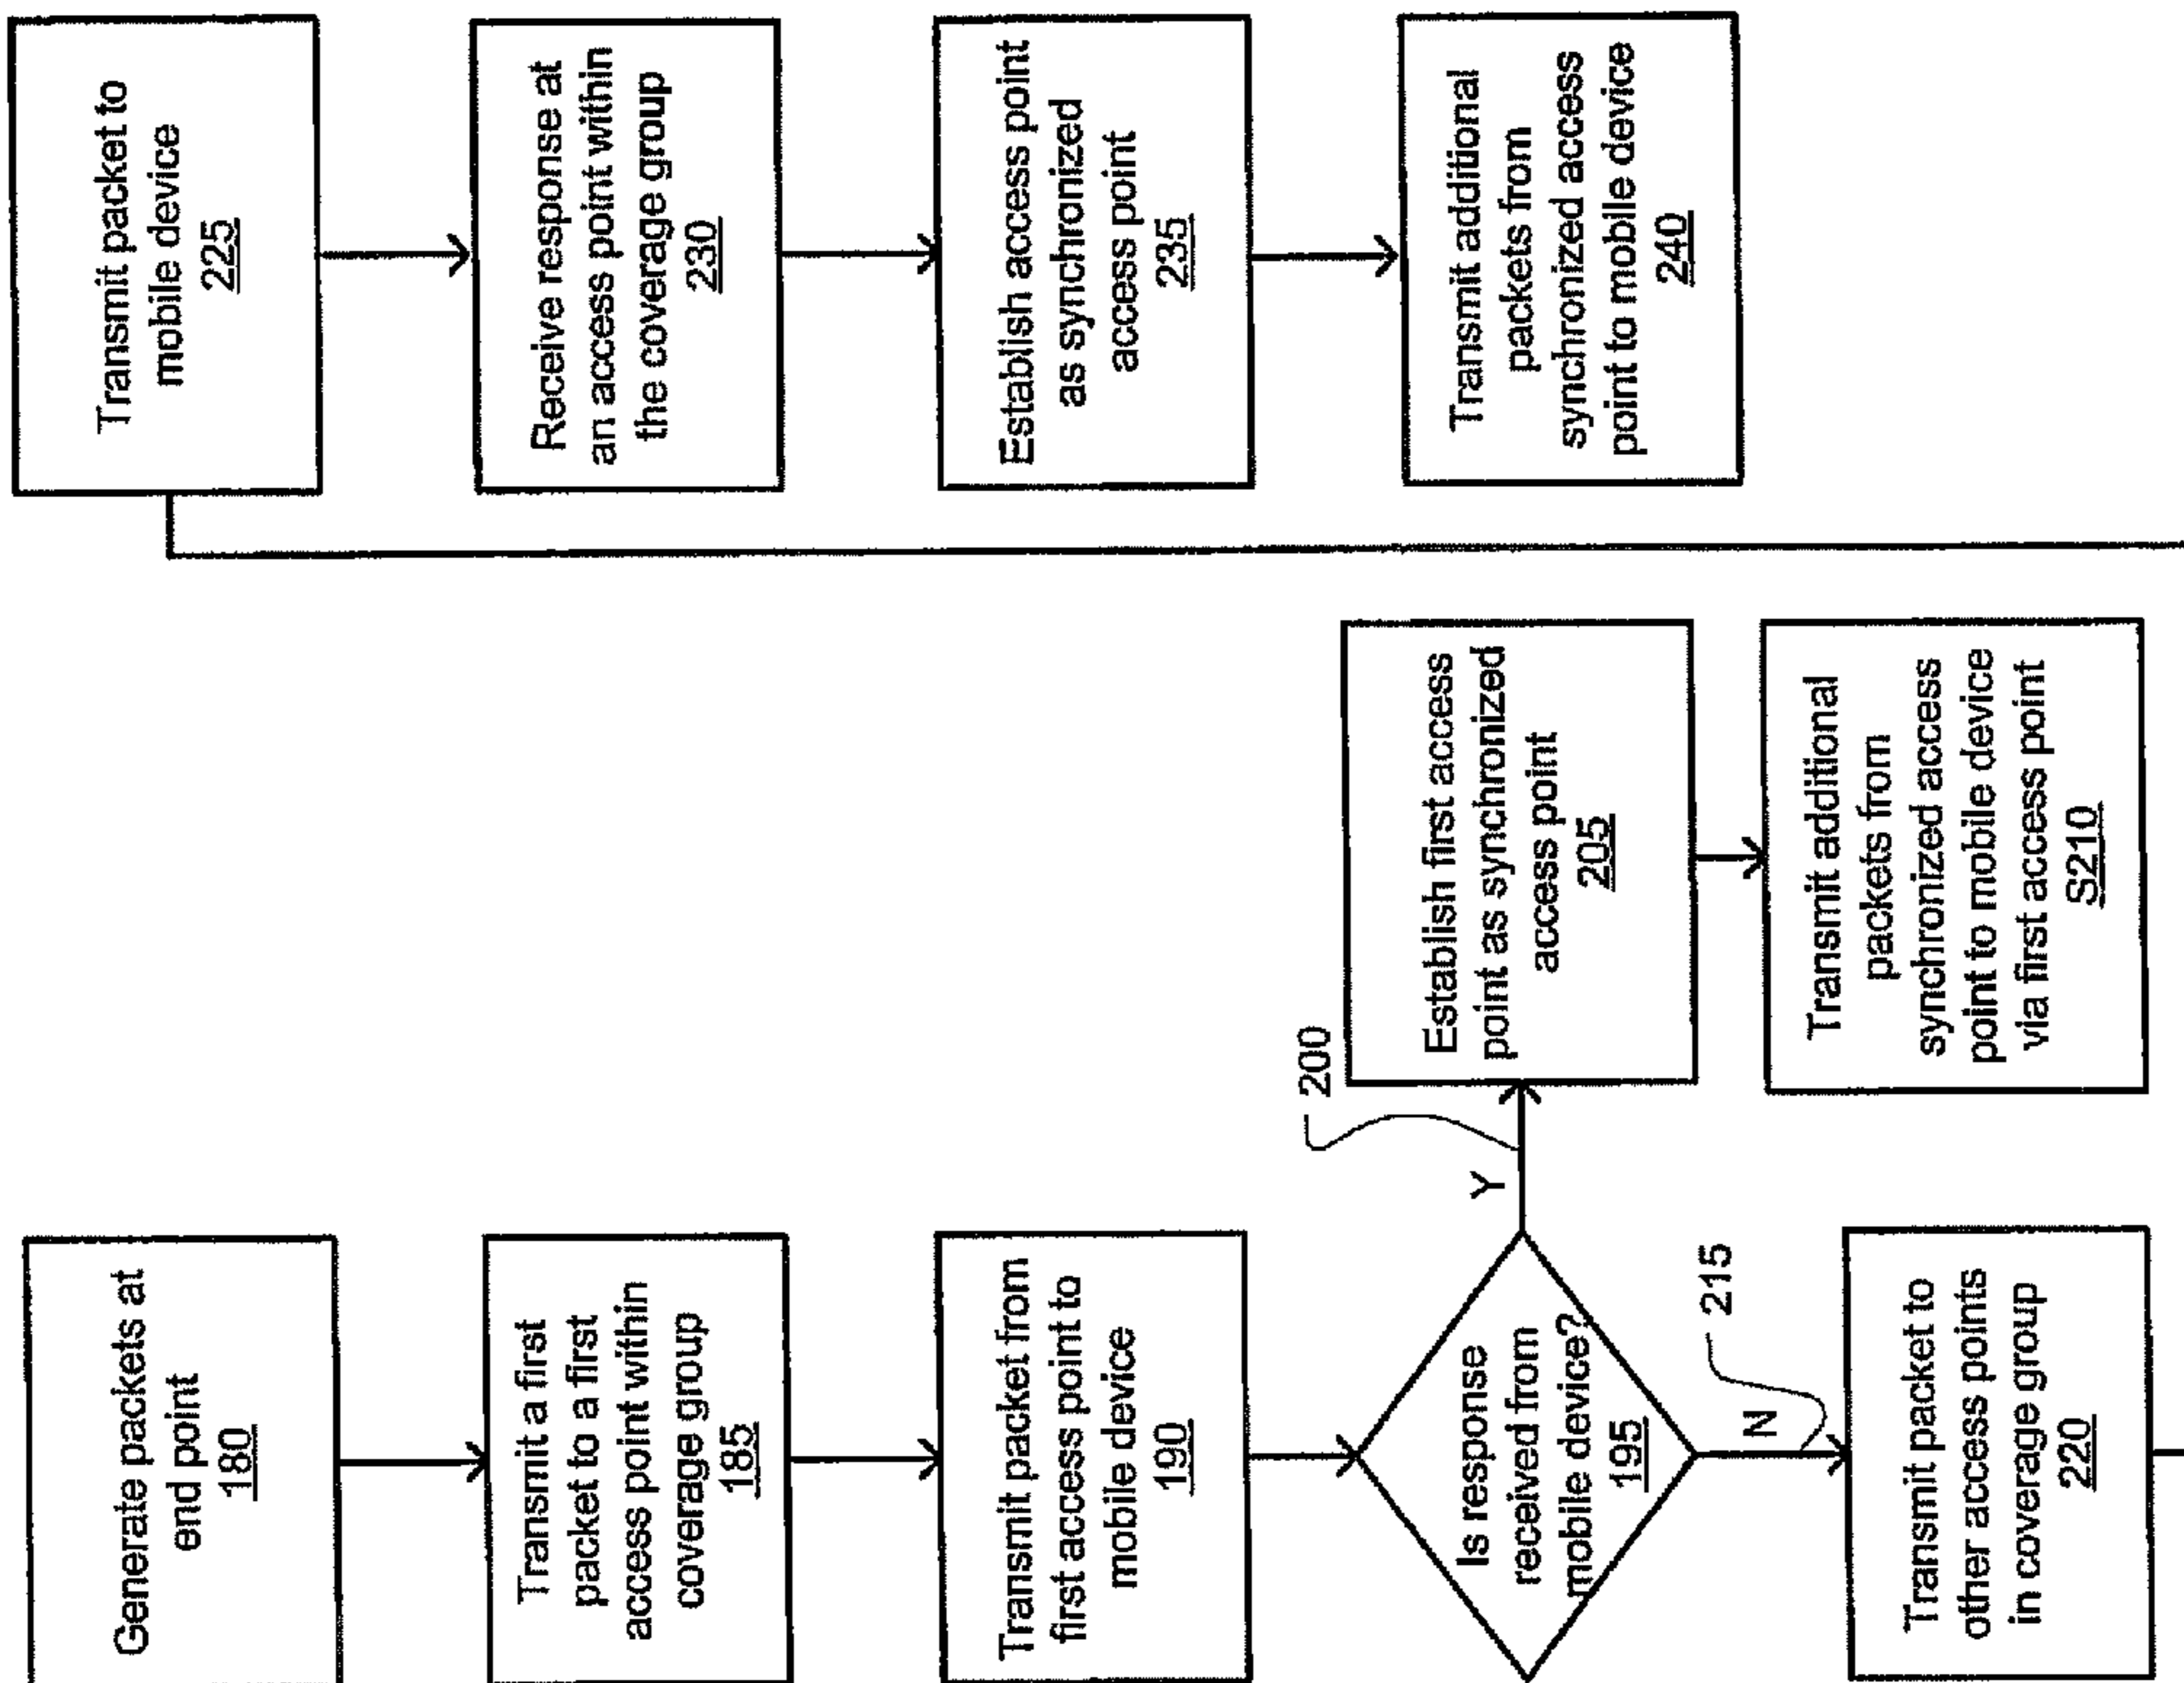 Generate packets at
end point
180
Transmit a first
packet to a first
access point within
coverage group
185
Transmit packet from
first access point to
mobile device
190
Is response
received from
mobile device?
195
Y
200
Establish first access
point as synchronized
access point
205
Transmit additional
packets from
synchronized access
point to mobile device
via first access point
S210
N
215
Transmit packet to
other access points
in coverage group
220
Transmit packet to
mobile device
225
Receive response at
an access point within
the coverage group
230
Establish access point
as synchronized
access point
235
Transmit additional
packets from
synchronized access
point to mobile device
240